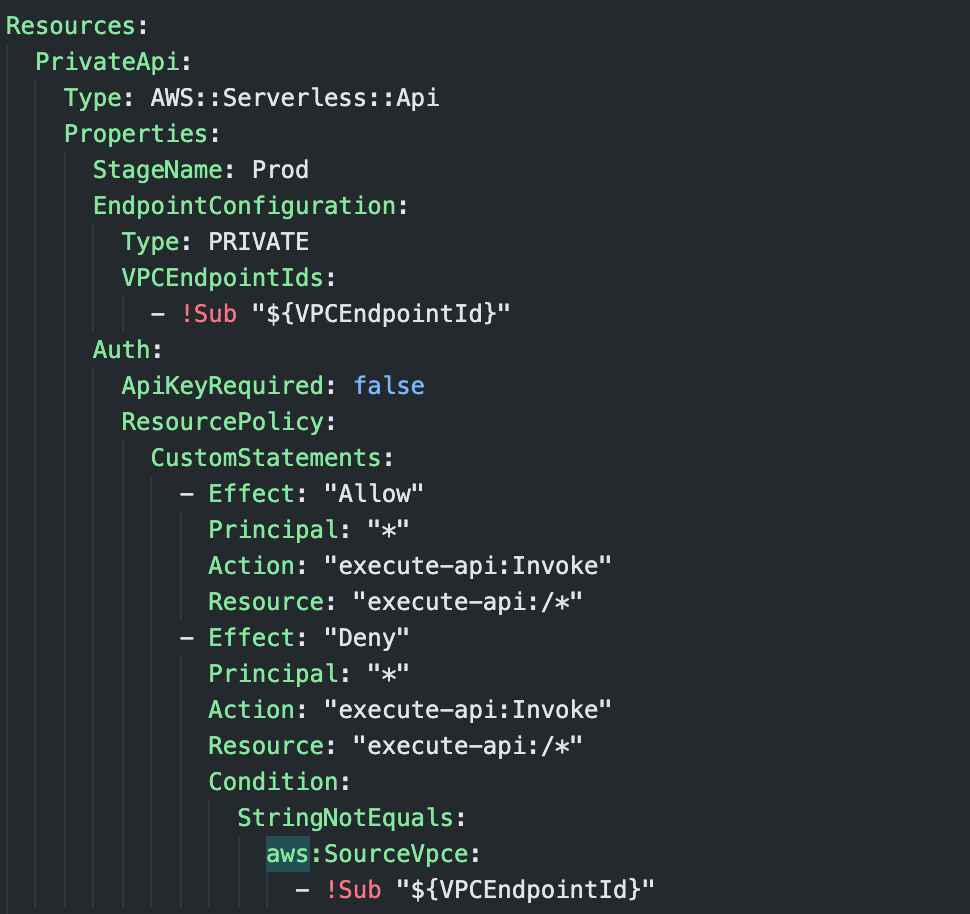 Resources:
  PrivateApi:
    Type: AWS::Serverless::Api
    Properties:
      StageName: Prod
      EndpointConfiguration:
        Type: PRIVATE
        VPCEndpointIds:
          - !Sub "${VPCEndpointId}"
      Auth:
        ApiKeyRequired: false
        ResourcePolicy:
          CustomStatements:
            - Effect: "Allow"
              Principal: "*"
              Action: "execute-api:Invoke"
              Resource: "execute-api:/*"
            - Effect: "Deny"
              Principal: "*"
              Action: "execute-api:Invoke"
              Resource: "execute-api:/*"
              Condition:
                StringNotEquals:
                  aws:SourceVpce:
                    - !Sub "${VPCEndpointId}"